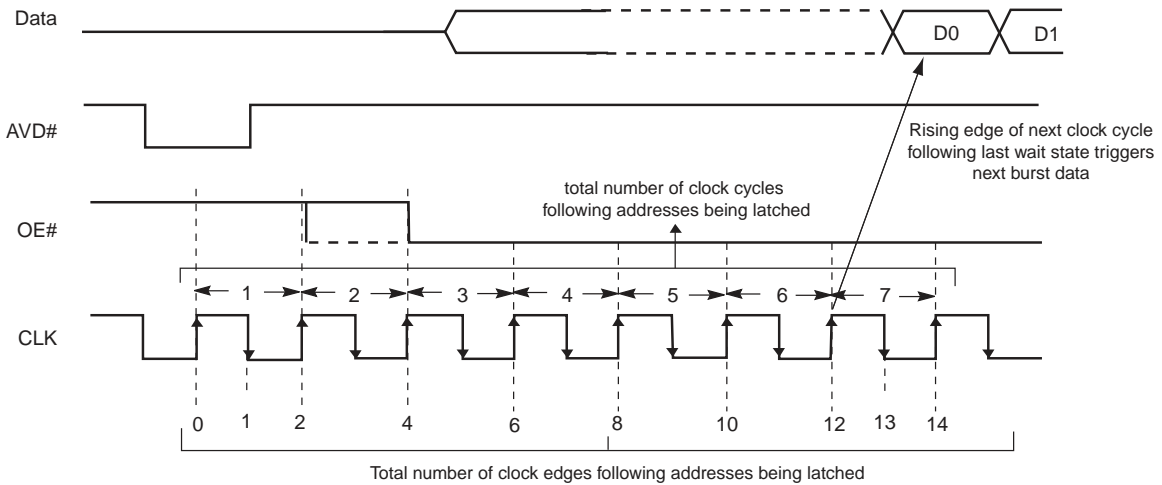 Data
D0
D1
AVD#
Rising edge of next clock cycle
following last wait state triggers
next burst data
total number of clock cycles
following addresses being latched
OE#
1 2 3 4 5 6 7
CLK
0 1 2 4 6 8 10 12 13 14
Total number of clock edges following addresses being latched